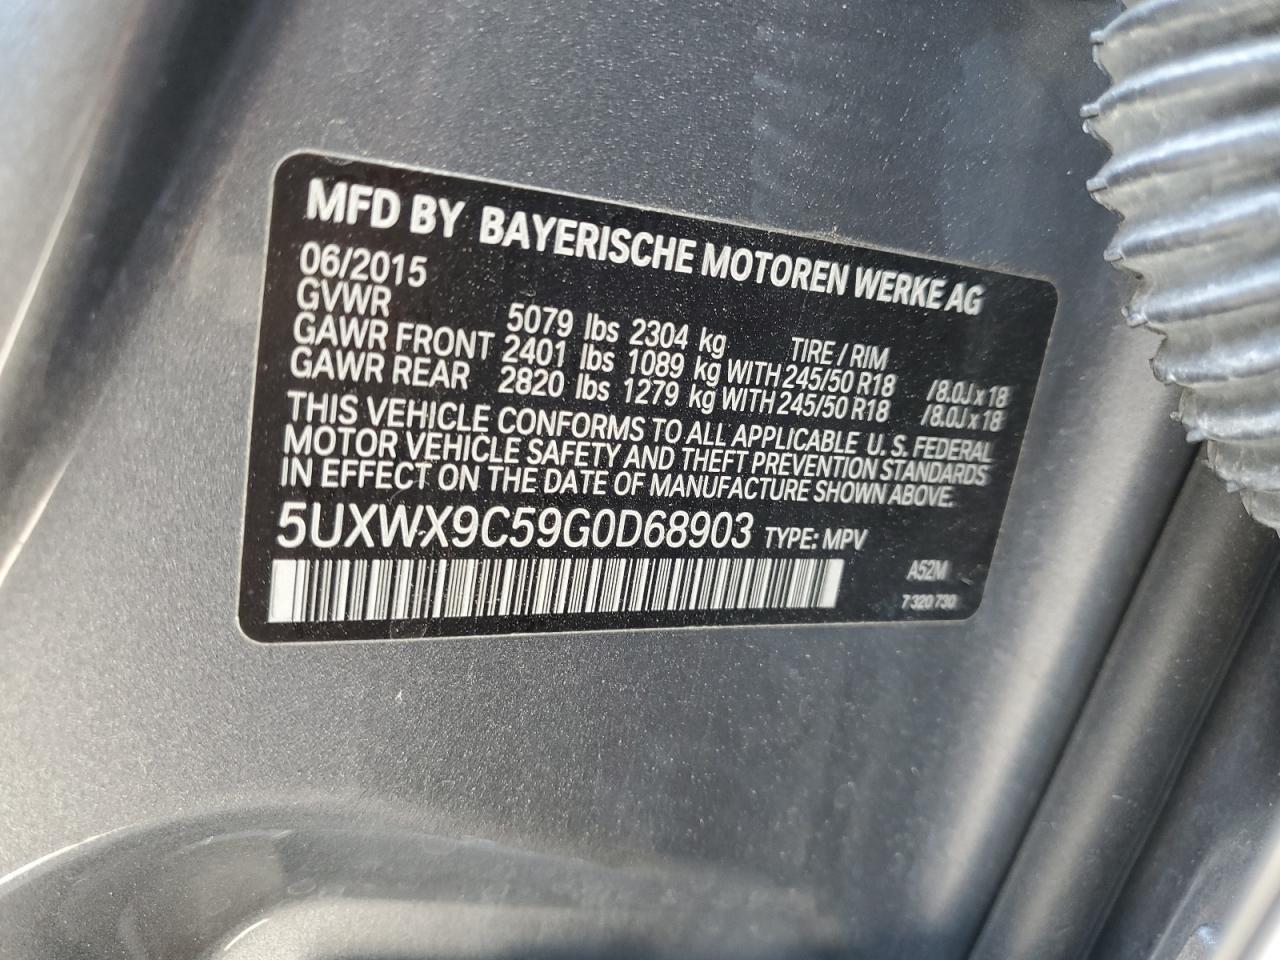 MFD BY BAYERISCHE MOTOREN WERKE AG
06/2015
GVWR 5079 lbs 2304 kg TIRE / RIM
GAWR FRONT 2401 lbs 1089 kg WITH 245/50 R18 /8.0J x 18
GAWR REAR 2820 lbs 1279 kg WITH 245/50 R18 /8.0J x 18
THIS VEHICLE CONFORMS TO ALL APPLICABLE U. S. FEDERAL
MOTOR VEHICLE SAFETY AND THEFT PREVENTION STANDARDS
IN EFFECT ON THE DATE OF MANUFACTURE SHOWN ABOVE.
5UXWX9C59G0D68903 TYPE: MPV
A52M
7 320 730